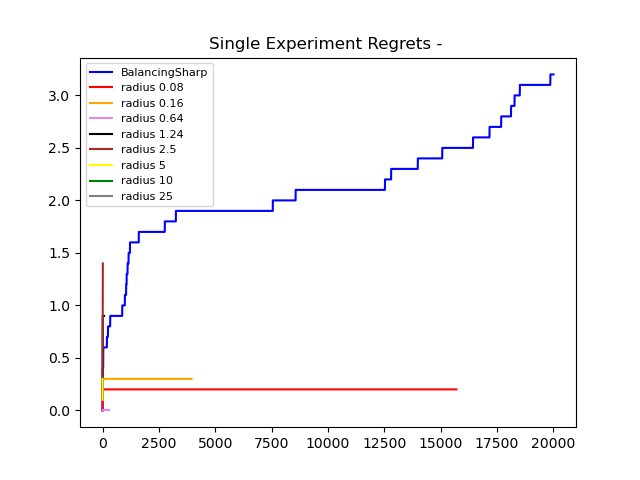 Single Experiment Regrets -
BalancingSharp
radius 0.08
radius 0.16
radius 0.64
radius 1.24
radius 2.5
radius 5
radius 10
radius 25
3.0
2.5
2.0
1.5
1.0
0.5
0.0
0 2500 5000 7500 10000 12500 15000 17500 20000